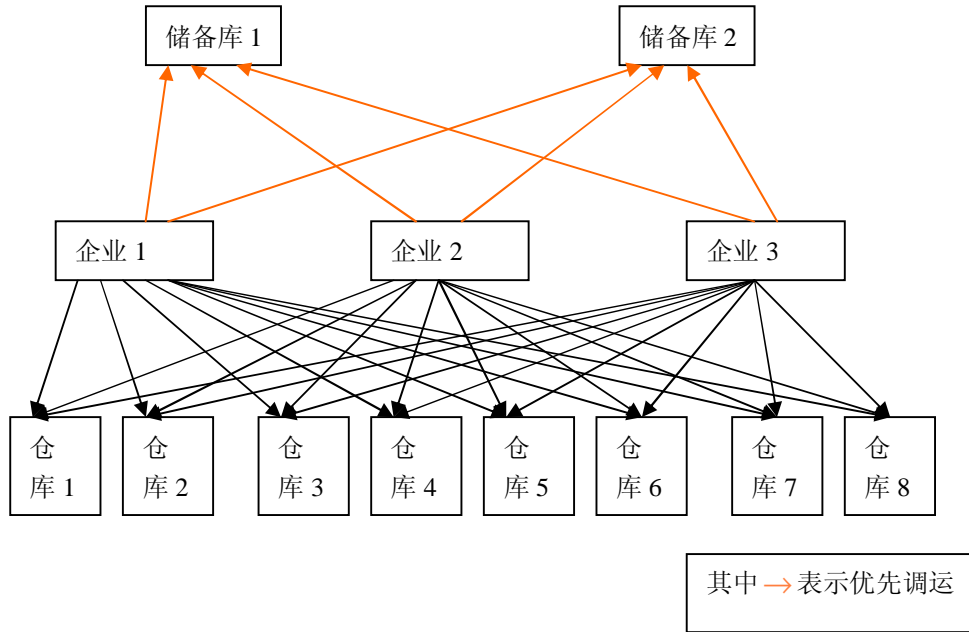 储备库 1
储备库 2
企业 1
企业 2
企业 3
仓
库 1
仓
库 2
仓
库 3
仓
库 4
仓
库 5
仓
库 6
仓
库 7
仓
库 8
其中 → 表示优先调运